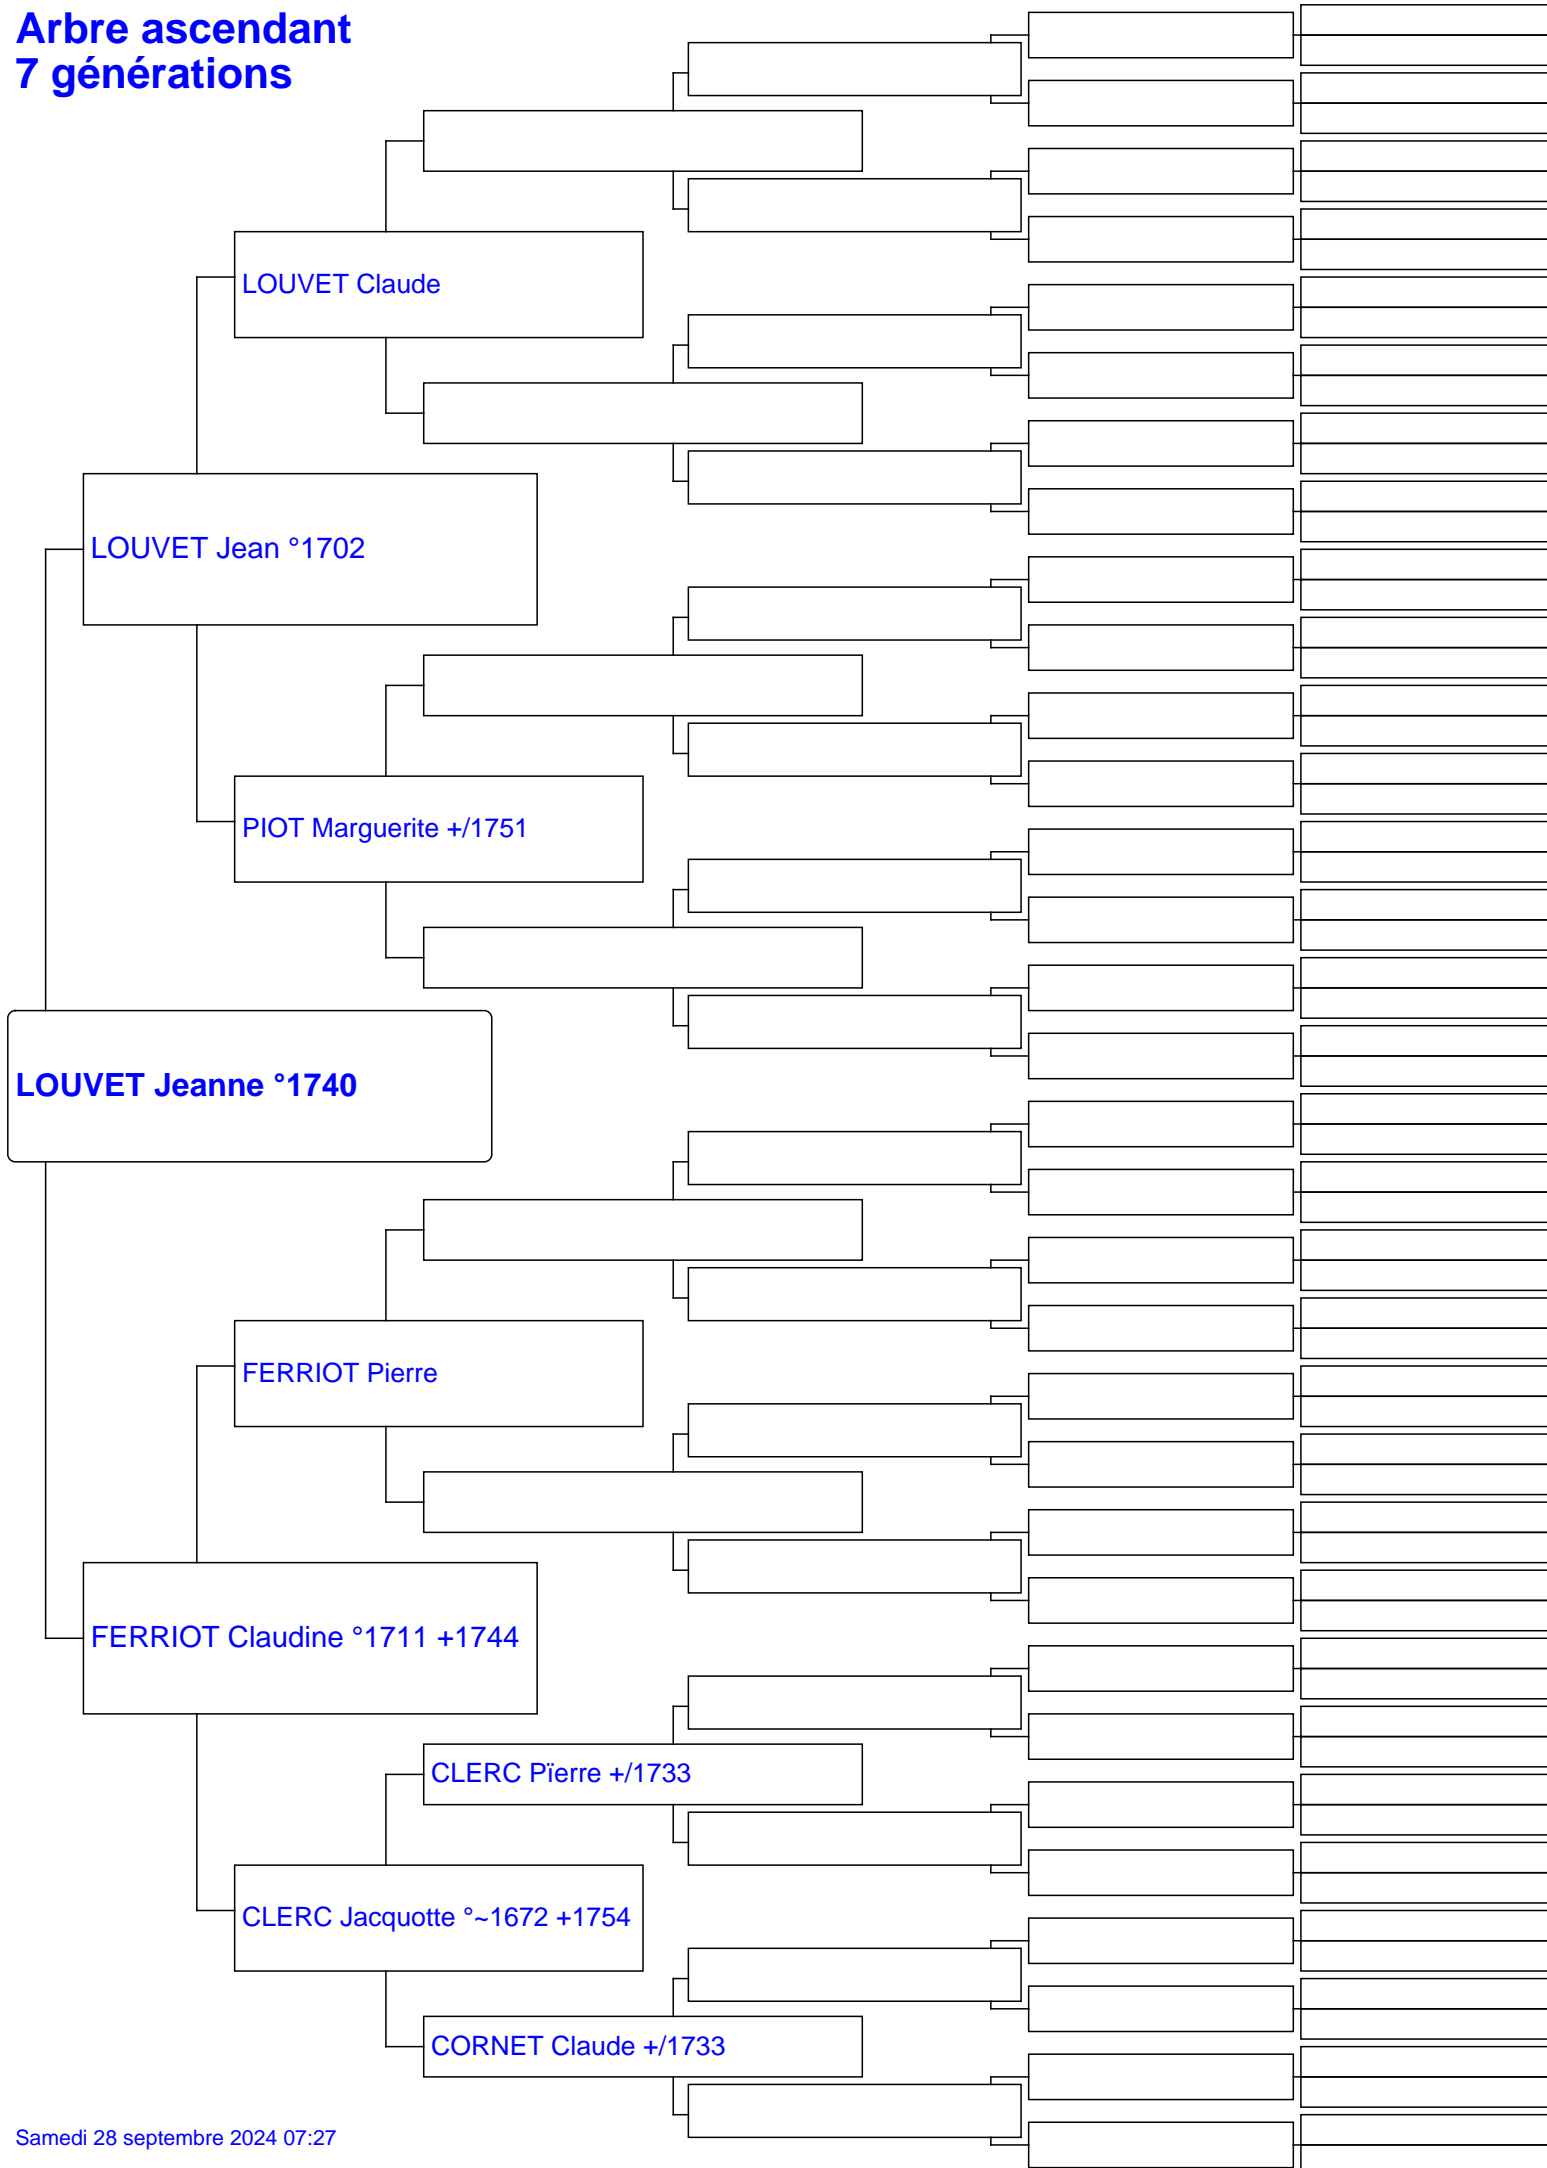 Arbre ascendant
7 générations
LOUVET Claude
LOUVET Jean °1702
PIOT Marguerite +/1751
LOUVET Jeanne °1740
FERRIOT Pierre
FERRIOT Claudine °1711 +1744
CLERC Pïerre +/1733
CLERC Jacquotte °~1672 +1754
CORNET Claude +/1733
Samedi 28 septembre 2024 07:27